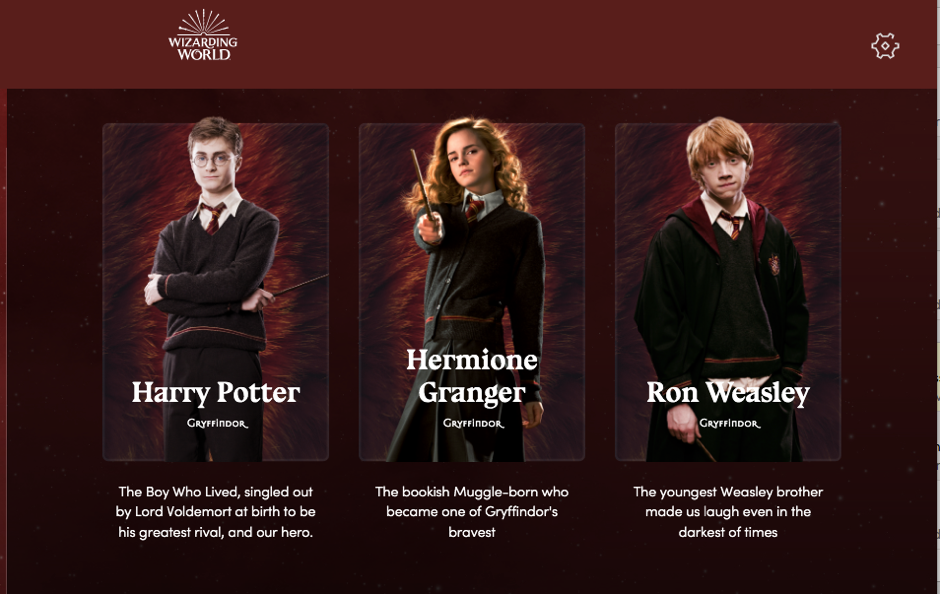 WIZARDING
WORLD
Harry Potter
GRYFFINDOR
The Boy Who Lived, singled out
by Lord Voldemort at birth to be
his greatest rival, and our hero.
Hermione
Granger
GRYFFINDOR
The bookish Muggle-born who
became one of Gryffindor's
bravest
Ron Weasley
GRYFFINDOR
The youngest Weasley brother
made us laugh even in the
darkest of times